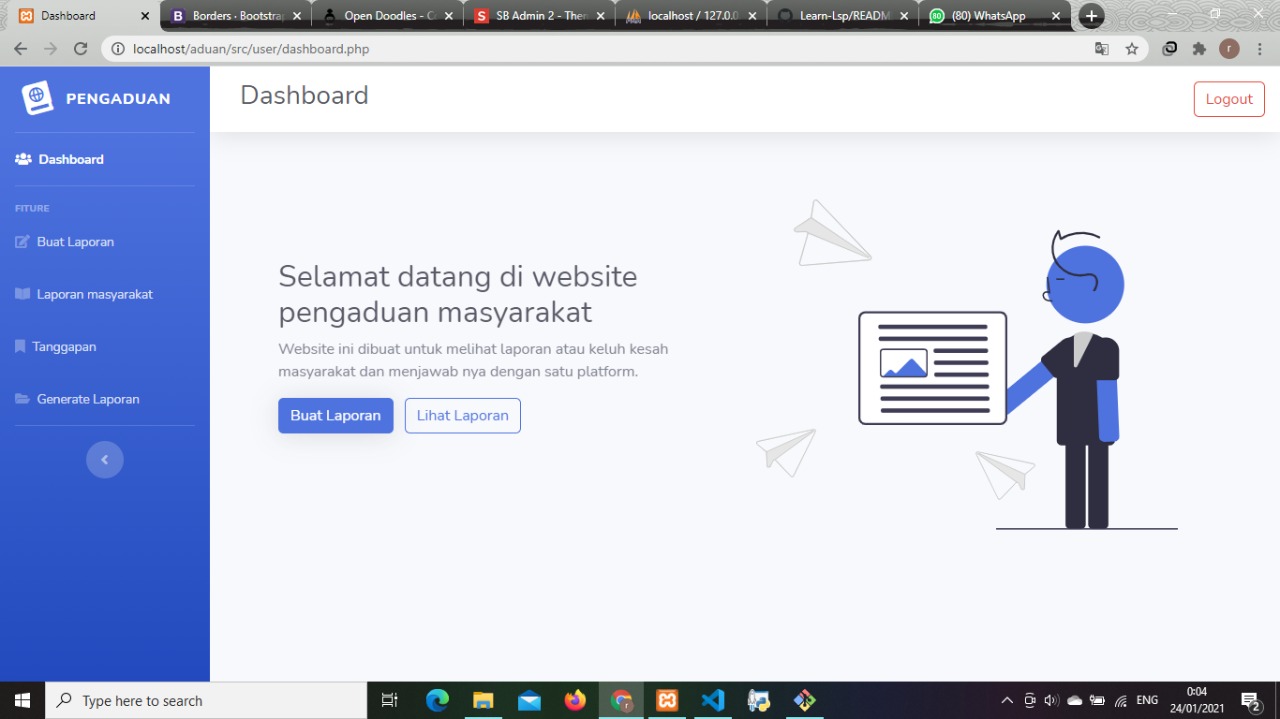 Dashboard
Borders · Bootstrap
Open Doodles - C
SB Admin 2 - Then
localhost / 127.0.0
Learn-Lsp/READM
(80) WhatsApp
localhost/aduan/src/user/dashboard.php
r
PENGADUAN
Dashboard
Logout
Dashboard
FITURE
Buat Laporan
Laporan masyarakat
Tanggapan
Generate Laporan
Selamat datang di website
pengaduan masyarakat
Website ini dibuat untuk melihat laporan atau keluh kesah
masyarakat dan menjawab nya dengan satu platform.
Buat Laporan
Lihat Laporan
Type here to search
ENG
0:04
24/01/2021
2